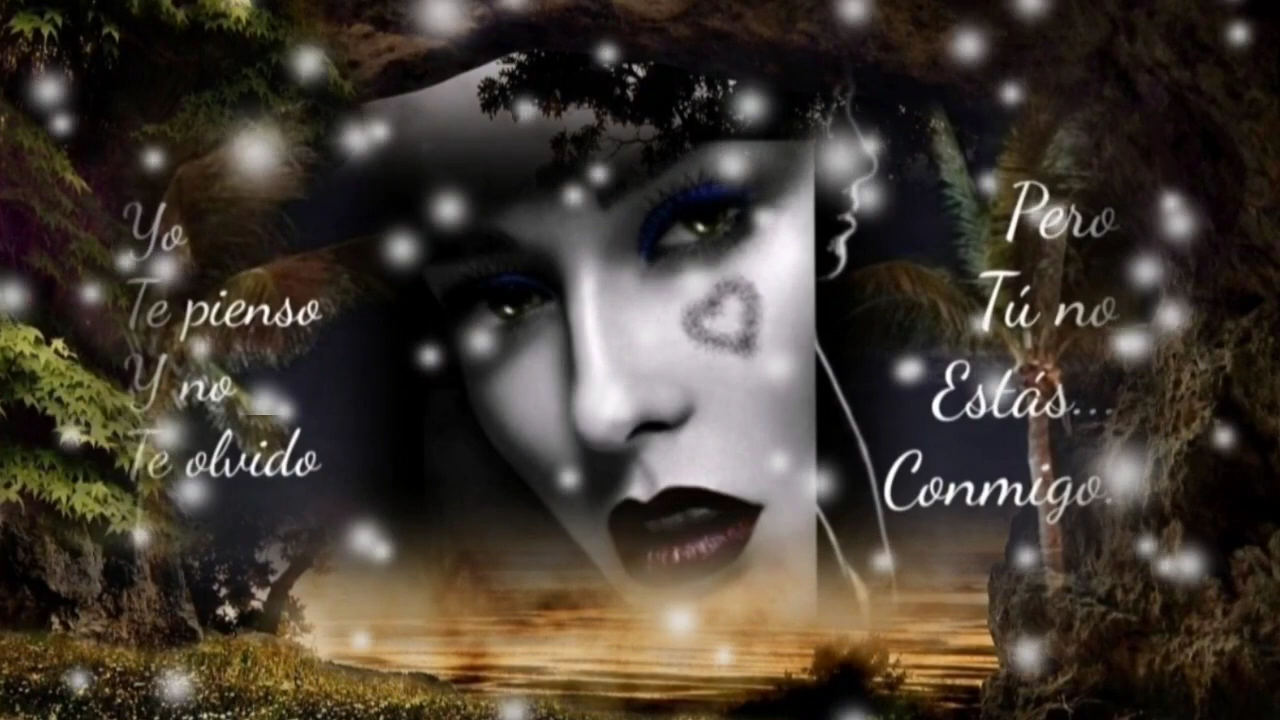 Yo
Te pienso
Y no
Te olvido
Pero
Tú no
Estás...
Conmigo.